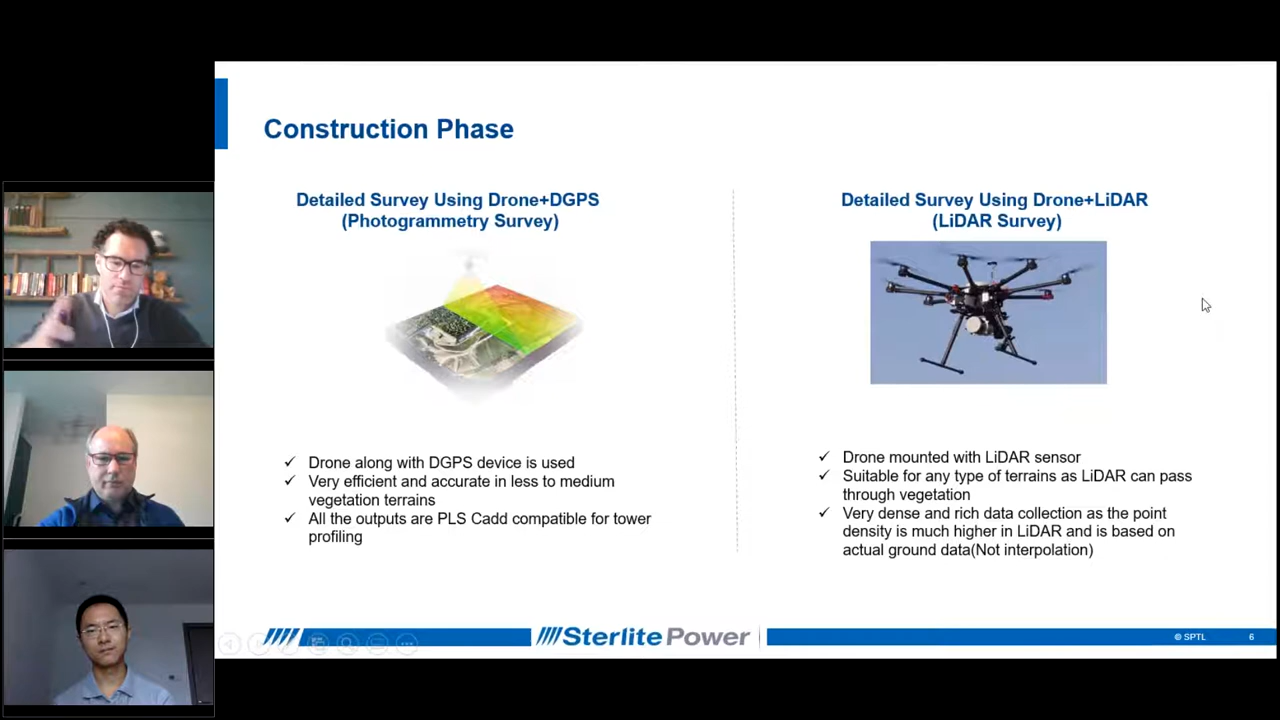 Construction Phase
Detailed Survey Using Drone+DGPS
(Photogrammetry Survey)
Drone along with DGPS device is used
Very efficient and accurate in less to medium
vegetation terrains
All the outputs are PLS Cadd compatible for tower
profiling
Detailed Survey Using Drone+LiDAR
(LiDAR Survey)
Drone mounted with LiDAR sensor
Suitable for any type of terrains as LiDAR can pass
through vegetation
Very dense and rich data collection as the point
density is much higher in LiDAR and is based on
actual ground data(Not interpolation)
Sterlite Power
© SPTL
6